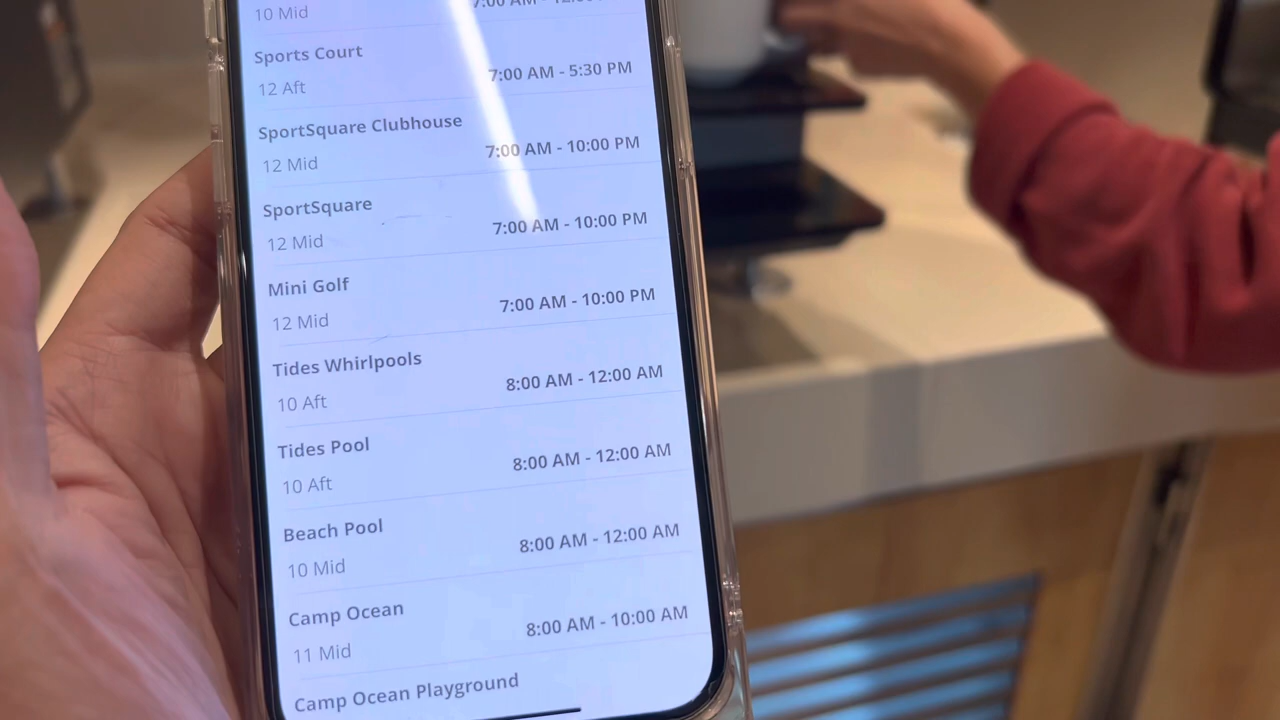 10 Mid
7:00 AM -
Sports Court
12 Aft
7:00 AM - 5:30 PM
SportSquare Clubhouse
12 Mid
7:00 AM - 10:00 PM
SportSquare
12 Mid
7:00 AM - 10:00 PM
Mini Golf
12 Mid
7:00 AM - 10:00 PM
Tides Whirlpools
10 Aft
8:00 AM - 12:00 AM
Tides Pool
10 Aft
8:00 AM - 12:00 AM
Beach Pool
10 Mid
8:00 AM - 12:00 AM
Camp Ocean
11 Mid
8:00 AM - 10:00 AM
Camp Ocean Playground